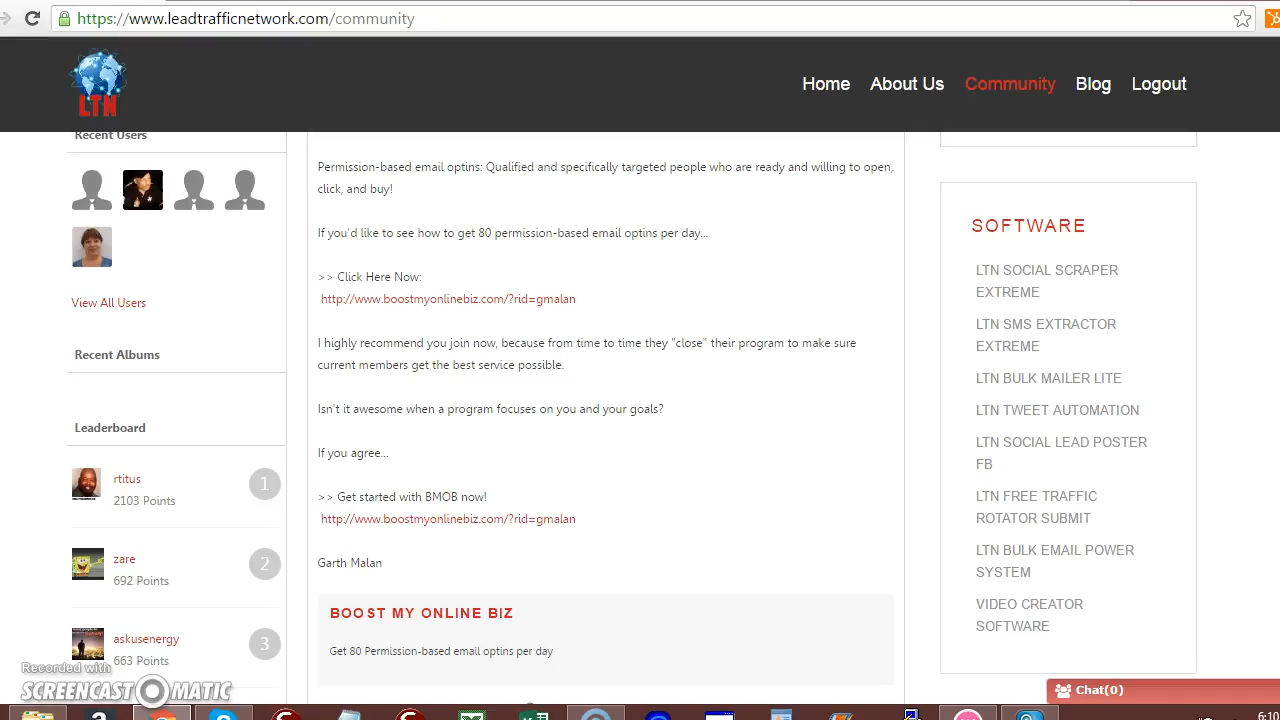 https://www.leadtrafficnetwork.com/community
LTN
Home About Us Community Blog Logout
Recent Users
View All Users
Recent Albums
Leaderboard
rtitus
2103 Points
1
zare
692 Points
2
askusenergy
663 Points
3
Permission-based email optins: Qualified and specifically targeted people who are ready and willing to open,
click, and buy!
If you'd like to see how to get 80 permission-based email optins per day...
>> Click Here Now:
http://www.boostmyonlinebiz.com/?rid=gmalan
I highly recommend you join now, because from time to time they "close" their program to make sure
current members get the best service possible.
Isn't it awesome when a program focuses on you and your goals?
If you agree...
>> Get started with BMOB now!
http://www.boostmyonlinebiz.com/?rid=gmalan
Garth Malan
BOOST MY ONLINE BIZ
Get 80 Permission-based email optins per day
SOFTWARE
LTN SOCIAL SCRAPER
EXTREME
LTN SMS EXTRACTOR
EXTREME
LTN BULK MAILER LITE
LTN TWEET AUTOMATION
LTN SOCIAL LEAD POSTER
FB
LTN FREE TRAFFIC
ROTATOR SUBMIT
LTN BULK EMAIL POWER
SYSTEM
VIDEO CREATOR
SOFTWARE
Chat(0)
Recorded with
SCREENCAST O MATIC